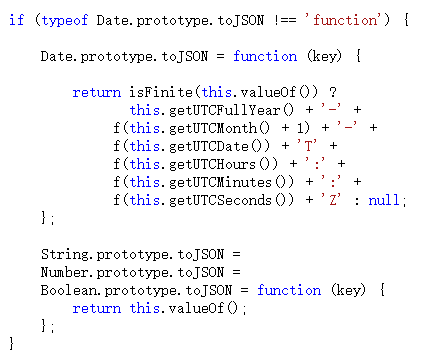 if (typeof Date.prototype.toJSON !== 'function') {
Date.prototype.toJSON = function (key) {
return isFinite(this.valueOf()) ?
this.getUTCFullYear() + '-' +
f(this.getUTCMonth() + 1) + '-' +
f(this.getUTCDate()) + 'T' +
f(this.getUTCHours()) + ':' +
f(this.getUTCMinutes()) + ':' +
f(this.getUTCSeconds()) + 'Z' : null;
};
String.prototype.toJSON =
Number.prototype.toJSON =
Boolean.prototype.toJSON = function (key) {
return this.valueOf();
};
}